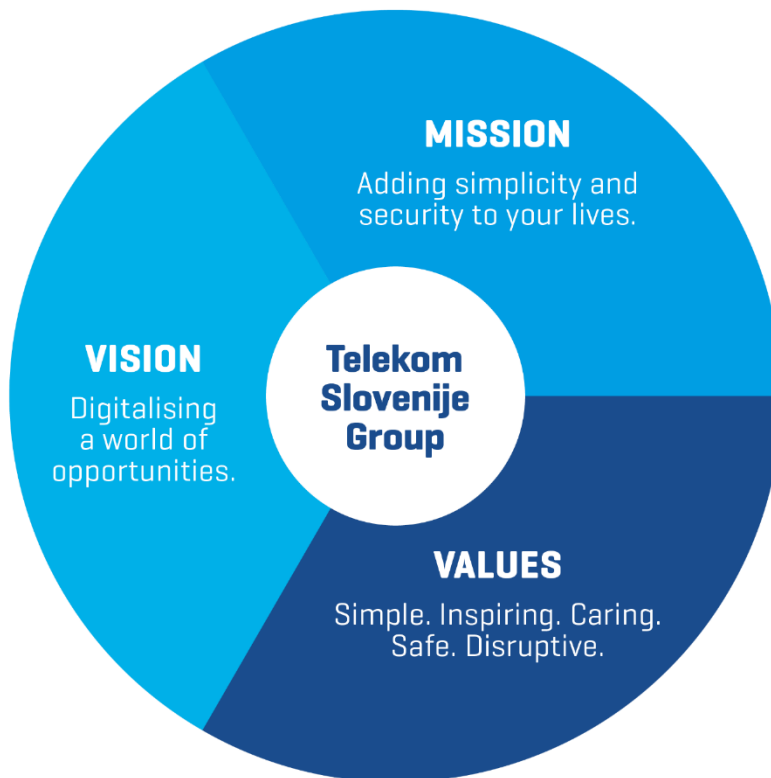 MISSION
Adding simplicity and
security to your lives.
VISION
Digitalising
a world of
opportunities.
Telekom
Slovenije
Group
VALUES
Simple. Inspiring. Caring.
Safe. Disruptive.